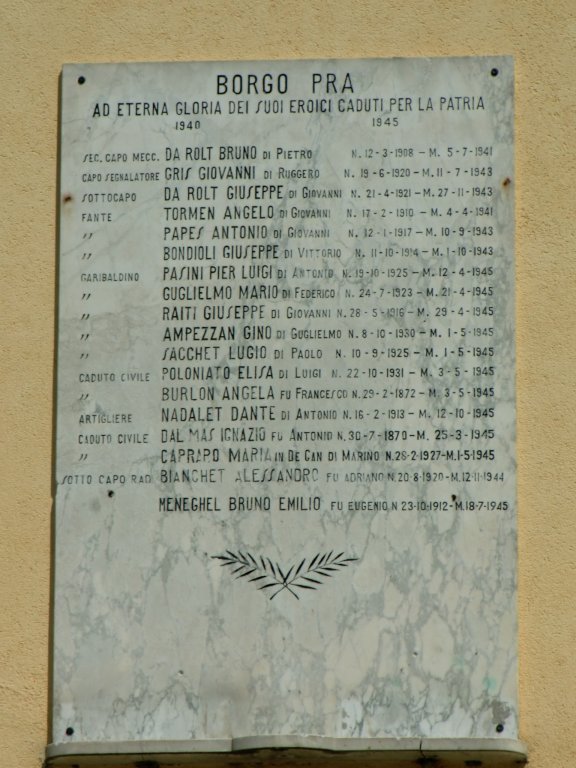 BORGO PRA
AD ETERNA GLORIA DEI SUOI EROICI CADUTI PER LA PATRIA
1940 1945
SEC. CAPO MECC. DA ROLT BRUNO DI PIETRO N. 12-3-1908 - M. 5-7-1941
CAPO SEGNALATORE GRIS GIOVANNI DI RUGGERO N. 19-6-1920 - M. 11-7-1943
SOTTOCAPO DA ROLT GIUSEPPE DI GIOVANNI N. 21-4-1921 - M. 27-11-1943
FANTE TORMEN ANGELO DI GIOVANNI N. 17-2-1910 - M. 4-4-1941
" PAPES ANTONIO DI GIOVANNI N. 12-1-1917 - M. 10-9-1943
" BONDIOLI GIUSEPPE DI VITTORIO N. 11-10-1914 - M. 1-10-1943
GARIBALDINO PASINI PIER LUIGI DI ANTONIO N. 19-10-1925 - M. 12-4-1945
" GUGLIELMO MARIO DI FEDERICO N. 24-7-1923 - M. 21-4-1945
" RAITI GIUSEPPE DI GIOVANNI N. 28-5-1916 - M. 29-4-1945
" AMPEZZAN GINO DI GUGLIELMO N. 8-10-1930 - M. 1-5-1945
" SACCHET LUGIO DI PAOLO N. 10-9-1925 - M. 1-5-1945
CADUTO CIVILE POLONIATO ELISA DI LUIGI N. 22-10-1931 - M. 3-5-1945
" BURLON ANGELA FU FRANCESCO N. 29-2-1872 - M. 3-5-1945
ARTIGLIERE NADALET DANTE DI ANTONIO N. 16-2-1913 - M. 12-10-1945
CADUTO CIVILE DAL MAS IGNAZIO FU ANTONIO N. 30-7-1870 - M. 25-3-1945
" CAPRARO MARIA IN DE CAN DI MARINO N. 28-2-1927 - M. 1-5-1945
SOTTO CAPO RAD. BIANCHET ALESSANDRO FU ADRIANO N. 20-8-1920 - M. 12-11-1944
MENEGHEL BRUNO EMILIO FU EUGENIO N 23-10-1912 - M. 18-7-1945